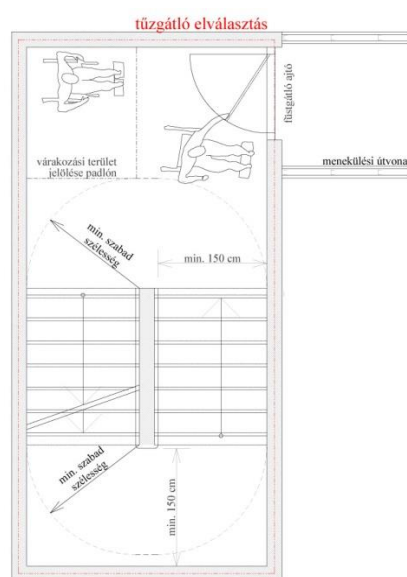 tűzgátló elválasztás
füstgátló ajtó
várakozási terület
jelölése padlón
menekülési útvona
min. szabad
szélesség
min. 150 cm
min. szabad
szélesség
min. 150 cm